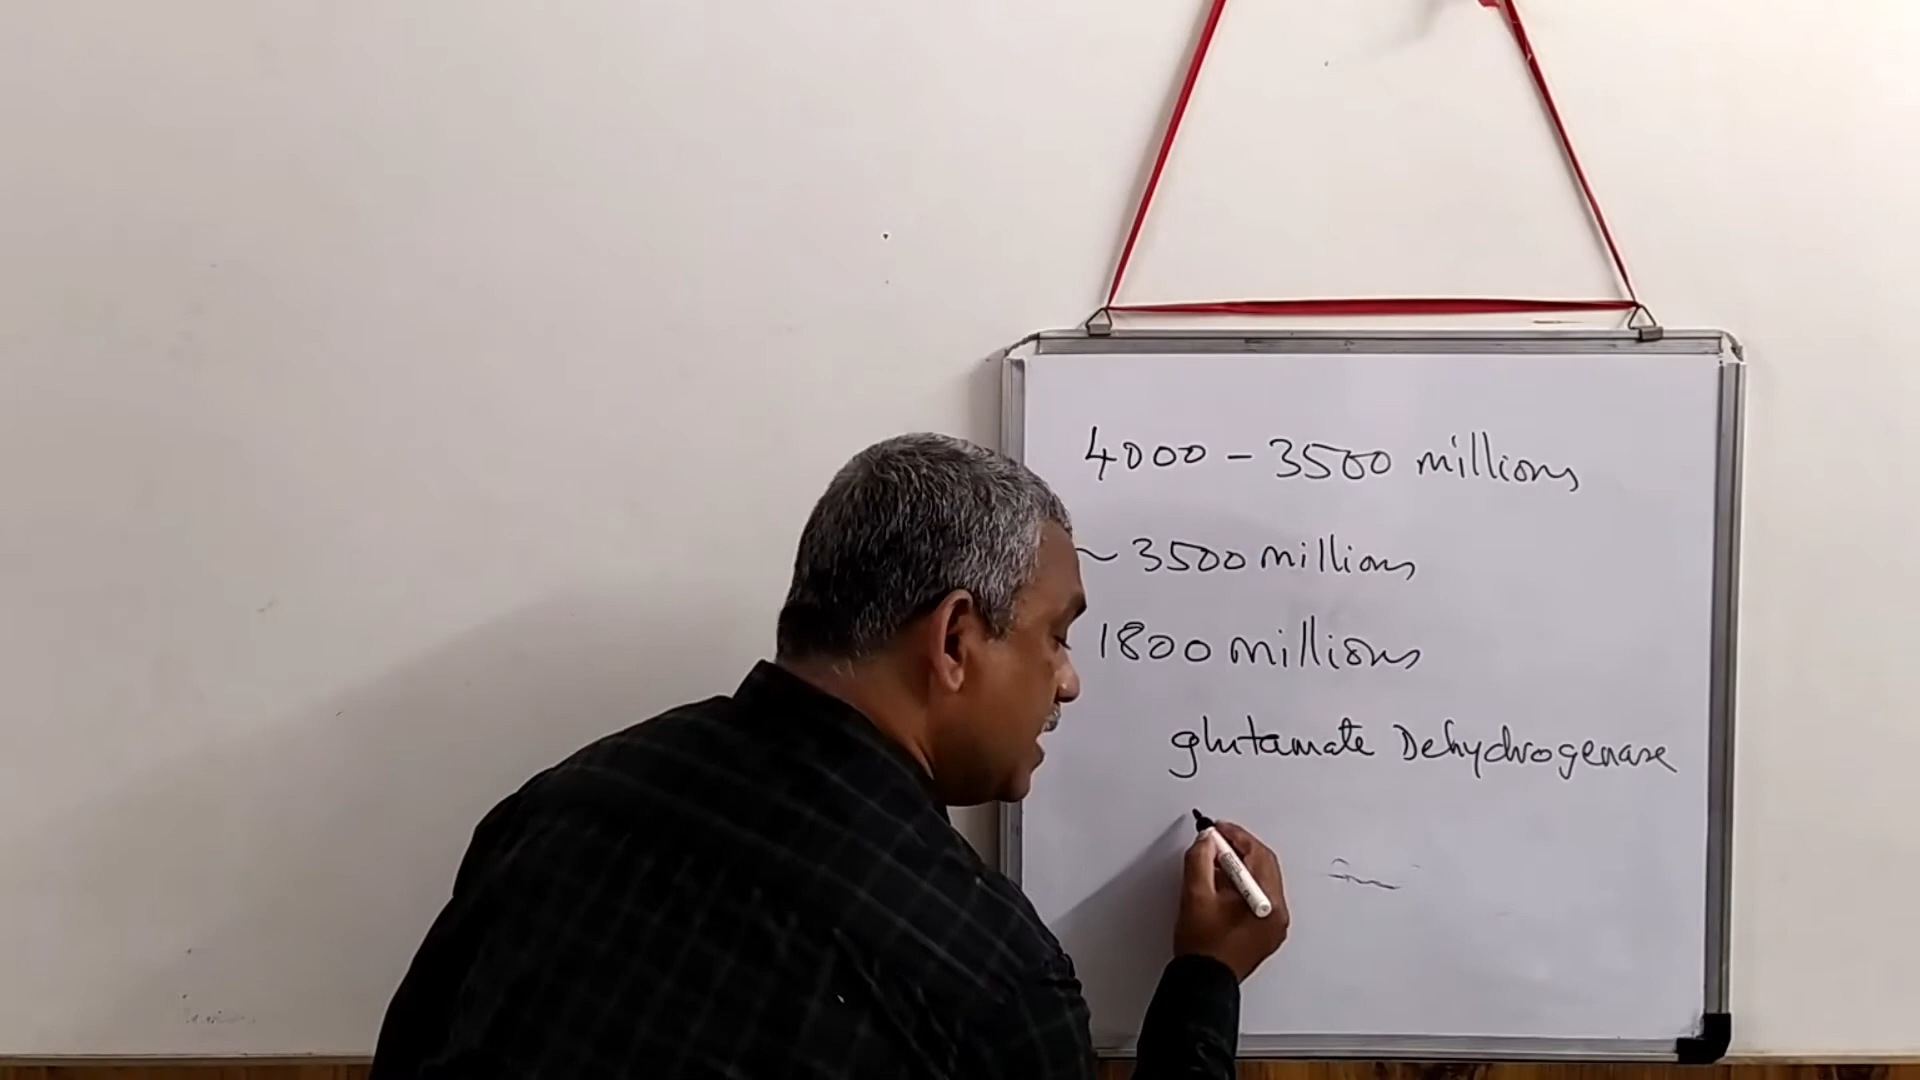 4000 - 3500 millions
~ 3500 millions
1800 millions
glutamate Dehydrogenase